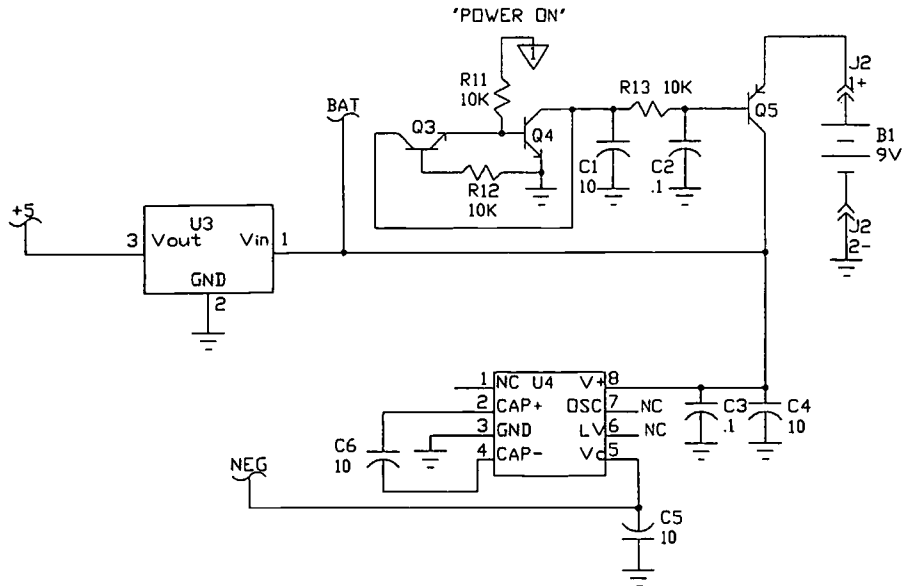 'POWER ON'
1
R11
10K
BAT
Q3
Q4
R12
10K
R13 10K
C1
10
C2
.1
Q5
J2
1+
B1
9V
J2
2-
+5
U3
3 Vout Vin 1
GND
2
1 NC U4 V+ 8
2 CAP+ OSC 7 NC
3 GND LV 6 NC
4 CAP- Vo 5
C6
10
C3
.1
C4
10
NEG
C5
10